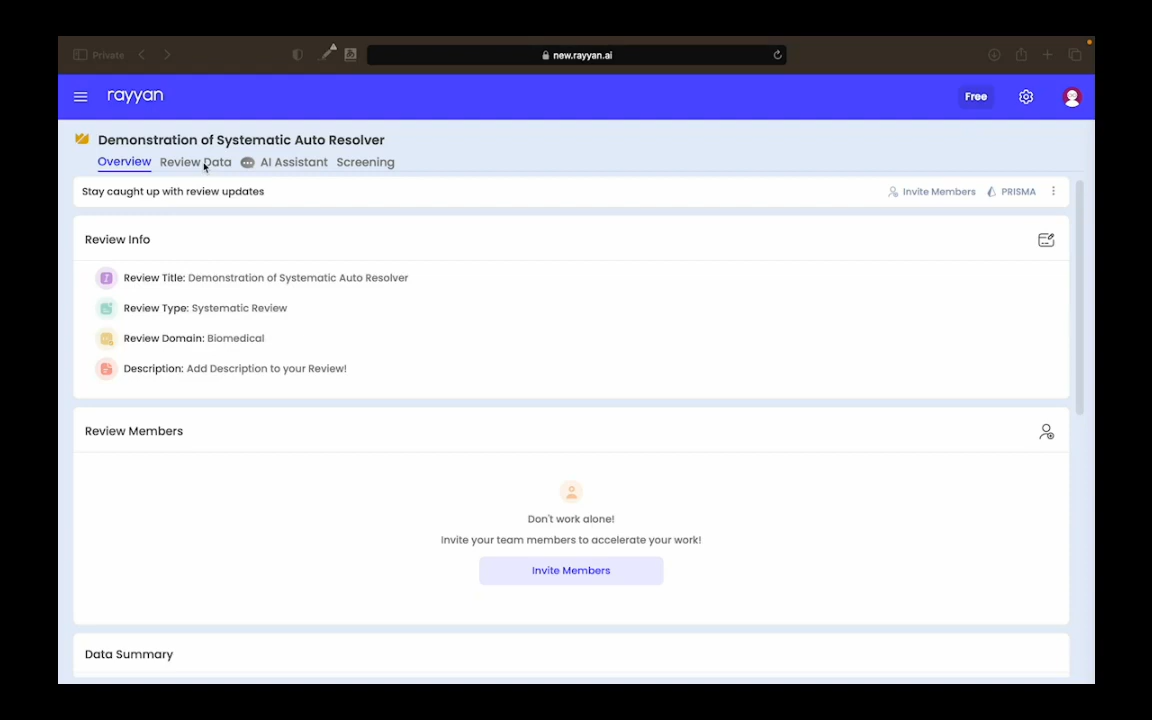 Private
new.rayyan.ai
rayyan
Free
Demonstration of Systematic Auto Resolver
Overview Review Data AI Assistant Screening
Stay caught up with review updates
Invite Members PRISMA
Review Info
Review Title: Demonstration of Systematic Auto Resolver
Review Type: Systematic Review
Review Domain: Biomedical
Description: Add Description to your Review!
Review Members
Don't work alone!
Invite your team members to accelerate your work!
Invite Members
Data Summary